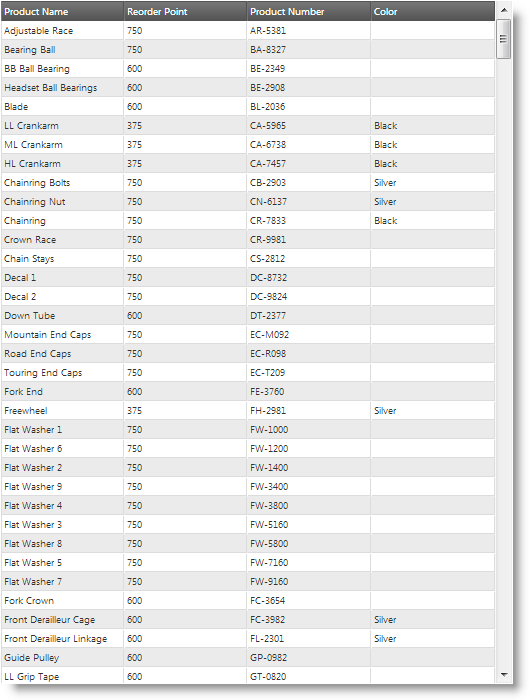 Product Name Reorder Point Product Number Color
Adjustable Race 750 AR-5381
Bearing Ball 750 BA-8327
BB Ball Bearing 600 BE-2349
Headset Ball Bearings 600 BE-2908
Blade 600 BL-2036
LL Crankarm 375 CA-5965 Black
ML Crankarm 375 CA-6738 Black
HL Crankarm 375 CA-7457 Black
Chainring Bolts 750 CB-2903 Silver
Chainring Nut 750 CN-6137 Silver
Chainring 750 CR-7833 Black
Crown Race 750 CR-9981
Chain Stays 750 CS-2812
Decal 1 750 DC-8732
Decal 2 750 DC-9824
Down Tube 600 DT-2377
Mountain End Caps 750 EC-M092
Road End Caps 750 EC-R098
Touring End Caps 750 EC-T209
Fork End 600 FE-3760
Freewheel 375 FH-2981 Silver
Flat Washer 1 750 FW-1000
Flat Washer 6 750 FW-1200
Flat Washer 2 750 FW-1400
Flat Washer 9 750 FW-3400
Flat Washer 4 750 FW-3800
Flat Washer 3 750 FW-5160
Flat Washer 8 750 FW-5800
Flat Washer 5 750 FW-7160
Flat Washer 7 750 FW-9160
Fork Crown 600 FC-3654
Front Derailleur Cage 600 FC-3982 Silver
Front Derailleur Linkage 600 FL-2301 Silver
Guide Pulley 600 GP-0982
LL Grip Tape 600 GT-0820